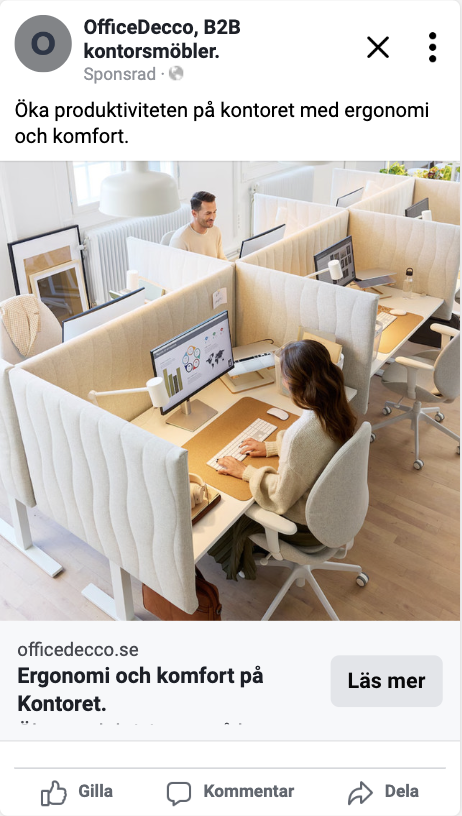 O
OfficeDecco, B2B
kontorsmöbler.
Sponsrad ·
Öka produktiviteten på kontoret med ergonomi
och komfort.
officedecco.se
Ergonomi och komfort på
Kontoret.
Läs mer
Gilla
Kommentar
Dela